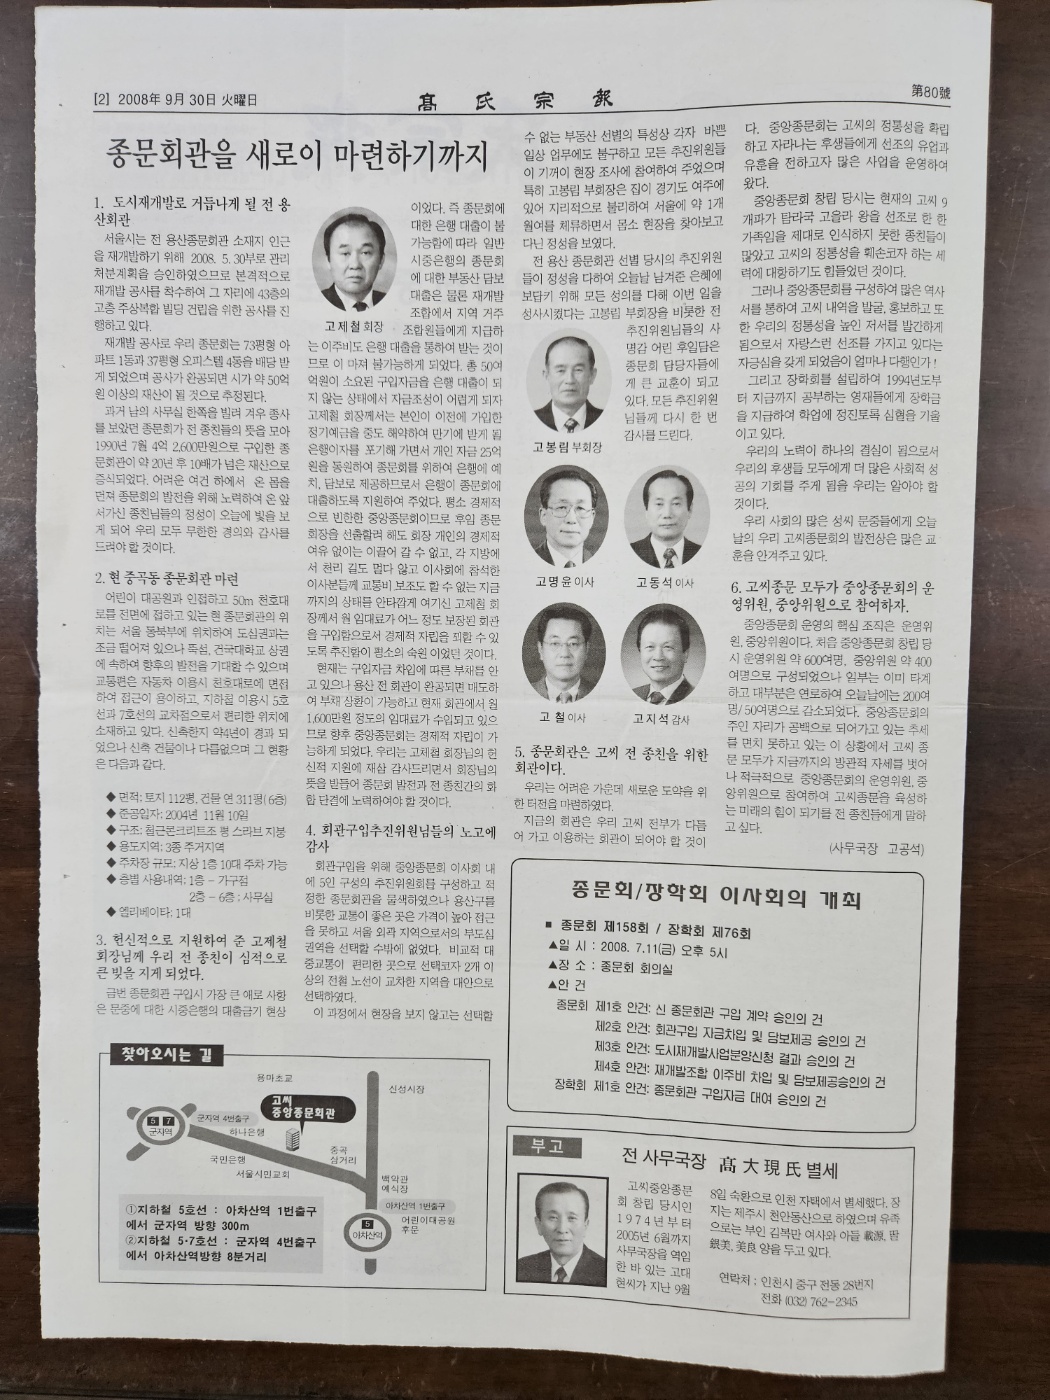 [2] 2008年 9月 30日 火曜日
高 氏 宗 報
第80號
종문회관을 새로이 마련하기까지
1. 도시재개발로 거듭나게 될 전 용
산회관
서울시는 전 용산종문회관 소재지 인근
을 재개발하기 위해 2008. 5. 30부로 관리
처분계획을 승인하였으므로 본격적으로
재개발 공사를 착수하여 그 자리에 43층의
고층 주상복합 빌딩 건립을 위한 공사를 진
행하고 있다.
재개발 공사로 우리 종문회는 73평형 아
파트 1동과 37평형 오피스텔 4동을 배당 받
게 되었으며 공사가 완공되면 시가 약 50억
원 이상의 재산이 될 것으로 추정된다.
과거 남의 사무실 한쪽을 빌려 겨우 종사
를 보았던 종문회가 전 종친들의 뜻을 모아
1990년 7월 4억 2,600만원으로 구입한 종
문회관이 약 20년 후 10배가 넘은 재산으로
증식되었다. 어려운 여건 하에서 온 몸을
던져 종문회의 발전을 위해 노력하여 온 앞
서가신 종친님들의 정성이 오늘에 빛을 보
게 되어 우리 모두 무한한 경의와 감사를
드려야 할 것이다.
2. 현 중곡동 종문회관 마련
어린이 대공원과 인접하고 50m 천호대
로를 전면에 접하고 있는 현 종문회관의 위
치는 서울 동북부에 위치하여 도심권과는
조금 떨어져 있으나 뚝섬, 건국대학교 상권
에 속하여 향후의 발전을 기대할 수 있으며
교통편은 자동차 이용시 천호대로에 면접
하여 접근이 용이하고, 지하철 이용시 5호
선과 7호선의 교차점으로서 편리한 위치에
소재하고 있다. 신축한지 약4년이 경과 되
었으나 신축 건물이나 다름없으며 그 현황
은 다음과 같다.
◆ 면적: 토지 112평, 건물 연 311평(6층)
◆ 준공일자: 2004년 11월 10일
◆ 구조: 철근콘크리트조 평 스라브 지붕
◆ 용도지역: 3종 주거지역
◆ 주차장 규모: 지상 1층 10대 주차 가능
◆ 층별 사용내역: 1층 - 가구점
2층 - 6층 : 사무실
◆ 엘리베이타: 1대
3. 헌신적으로 지원하여 준 고제철
회장님께 우리 전 종친이 심적으로
큰 빚을 지게 되었다.
금번 종문회관 구입시 가장 큰 애로 사항
은 문중에 대한 시중은행의 대출금기 현상
고제철 회장
이었다. 즉 종문회에
대한 은행 대출이 불
가능함에 따라 일반
시중은행의 종문회
에 대한 부동산 담보
대출은 물론 재개발
조합에서 지역 거주
조합원들에게 지급하
는 이주비도 은행 대출을 통하여 받는 것이
므로 이 마저 불가능하게 되었다. 총 50여
억원이 소요된 구입자금을 은행 대출이 되
지 않는 상태에서 자금조성이 어렵게 되자
고제철 회장께서는 본인이 이전에 가입한
정기예금을 중도 해약하여 만기에 받게 될
은행이자를 포기해 가면서 개인 자금 25억
원을 동원하여 종문회를 위하여 은행에 예
치, 담보로 제공하므로서 은행이 종문회에
대출하도록 지원하여 주었다. 평소 경제적
으로 빈한한 중앙종문회이므로 후임 종문
회장을 선출할려 해도 회장 개인의 경제적
여유 없이는 이끌어 갈 수 없고, 각 지방에
서 천리 길도 멀다 않고 이사회에 참석한
이사분들께 교통비 보조도 할 수 없는 지금
까지의 상태를 안타깝게 여기신 고제철 회
장께서 월 임대료가 어느 정도 보장된 회관
을 구입함으로서 경제적 자립을 꾀할 수 있
도록 추진함이 평소의 숙원 이었던 것이다.
현재는 구입자금 차입에 따른 부채를 안
고 있으나 용산 전 회관이 완공되면 매도하
여 부채 상환이 가능하고 현재 회관에서 월
1,600만원 정도의 임대료가 수입되고 있으
므로 향후 중앙종문회는 경제적 자립이 가
능하게 되었다. 우리는 고제철 회장님의 헌
신적 지원에 재삼 감사드리면서 회장님의
뜻을 받들어 종문회 발전과 전 종친간의 화
합 단결에 노력하여야 할 것이다.
4. 회관구입추진위원님들의 노고에
감사
회관구입을 위해 중앙종문회 이사회 내
에 5인 구성의 추진위원회를 구성하고 적
정한 종문회관을 물색하였으나 용산구를
비롯한 교통이 좋은 곳은 가격이 높아 접근
을 못하고 서울 외곽 지역으로서의 부도심
권역을 선택할 수밖에 없었다. 비교적 대
중교통이 편리한 곳으로 선택코자 2개 이
상의 전철 노선이 교차한 지역을 대안으로
선택하였다.
이 과정에서 현장을 보지 않고는 선택할
수 없는 부동산 선별의 특성상 각자 바쁜
일상 업무에도 불구하고 모든 추진위원들
이 기꺼이 현장 조사에 참여하여 주었으며
특히 고봉림 부회장은 집이 경기도 여주에
있어 지리적으로 불리하여 서울에 약 1개
월여를 체류하면서 몸소 현장을 찾아보고
다닌 정성을 보였다.
전 용산 종문회관 선별 당시의 추진위원
들이 정성을 다하여 오늘날 남겨준 은혜에
보답키 위해 모든 성의를 다해 이번 일을
성사시켰다는 고봉림 부회장을 비롯한 전
추진위원님들의 사
명감 어린 후일담은
종문회 담당자들에
게 큰 교훈이 되고
있다. 모든 추진위원
님들께 다시 한 번
감사를 드린다.
고봉림 부회장
고명윤 이사
고동석 이사
고 철 이사
고지석 감사
5. 종문회관은 고씨 전 종친을 위한
회관이다.
우리는 어려운 가운데 새로운 도약을 위
한 터전을 마련하였다.
지금의 회관은 우리 고씨 전부가 다듬
어 가고 이용하는 회관이 되어야 할 것이
다. 중앙종문회는 고씨의 정통성을 확립
하고 자라나는 후생들에게 선조의 유업과
유훈을 전하고자 많은 사업을 운영하여
왔다.
중앙종문회 창립 당시는 현재의 고씨 9
개파가 탐라국 고을라 왕을 선조로 한 한
가족임을 제대로 인식하지 못한 종친들이
많았고 고씨의 정통성을 훼손코자 하는 세
력에 대항하기도 힘들었던 것이다.
그러나 중앙종문회를 구성하여 많은 역사
서를 통하여 고씨 내역을 발굴, 홍보하고 또
한 우리의 정통성을 높인 저서를 발간하게
됨으로서 자랑스런 선조를 가지고 있다는
자긍심을 갖게 되었음이 얼마나 다행인가!
그리고 장학회를 설립하여 1994년도부
터 지금까지 공부하는 영재들에게 장학금
을 지급하여 학업에 정진토록 심혈을 기울
이고 있다.
우리의 노력이 하나의 결실이 됨으로서
우리의 후생들 모두에게 더 많은 사회적 성
공의 기회를 주게 됨을 우리는 알아야 할
것이다.
우리 사회의 많은 성씨 문중들에게 오늘
날의 우리 고씨종문회의 발전상은 많은 교
훈을 안겨주고 있다.
6. 고씨종문 모두가 중앙종문회의 운
영위원, 중앙위원으로 참여하자.
중앙종문회 운영의 핵심 조직은 운영위
원, 중앙위원이다. 처음 중앙종문회 창립 당
시 운영위원 약 600여명, 중앙위원 약 400
여명으로 구성되었으나 일부는 이미 타계
하고 대부분은 연로하여 오늘날에는 200여
명/50여명으로 감소되었다. 중앙종문회의
주인 자리가 공백으로 되어가고 있는 추세
를 면치 못하고 있는 이 상황에서 고씨 종
문 모두가 지금까지의 방관적 자세를 벗어
나 적극적으로 중앙종문회의 운영위원, 중
앙위원으로 참여하여 고씨종문을 육성하
는 미래의 힘이 되기를 전 종친들에게 말하
고 싶다.
(사무국장 고공석)
종문회/장학회 이사회의 개최
■ 종문회 제158회 / 장학회 제76회
▲일 시 : 2008. 7.11(금) 오후 5시
▲장 소 : 종문회 회의실
▲안 건
종문회 제1호 안건: 신 종문회관 구입 계약 승인의 건
제2호 안건: 회관구입 자금차입 및 담보제공 승인의 건
제3호 안건: 도시재개발사업분양신청 결과 승인의 건
제4호 안건: 재개발조합 이주비 차입 및 담보제공승인의 건
장학회 제1호 안건: 종문회관 구입자금 대여 승인의 건
찾아오시는 길
용마초교
신성시장
고씨
중앙종문회관
5 7
군자역
군자역 4번출구
하나은행
국민은행
서울시민교회
중곡
삼거리
백악관
예식장
아차산역 1번출구
5
아차산역
어린이대공원
후문
①지하철 5호선 : 아차산역 1번출구
에서 군자역 방향 300m
②지하철 5·7호선 : 군자역 4번출구
에서 아차산역방향 8분거리
부고
전 사무국장 高大現氏 별세
고씨중앙종문
회 창립 당시인
1974년부터
2005년 6월까지
사무국장을 역임
한 바 있는 고대
현씨가 지난 9월
8일 숙환으로 인천 자택에서 별세했다. 장
지는 제주시 천안동산으로 하였으며 유족
으로는 부인 김복만 여사와 아들 載源, 딸
銀美, 美良 양을 두고 있다.
연락처 : 인천시 중구 전동 28번지
전화 (032) 762-2345